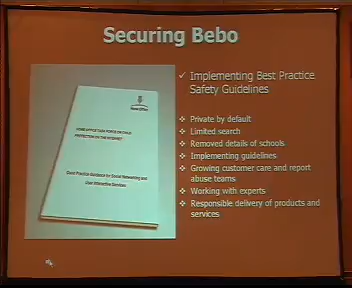 Securing Bebo
✓ Implementing Best Practice
Safety Guidelines
Home Office
HOME OFFICE TASK FORCE ON CHILD
PROTECTION ON THE INTERNET
Good Practice Guidance for Social Networking and
User Interactive Services
❖ Private by default
❖ Limited search
❖ Removed details of schools
❖ Implementing guidelines
❖ Growing customer care and report
abuse teams
❖ Working with experts
❖ Responsible delivery of products and
services